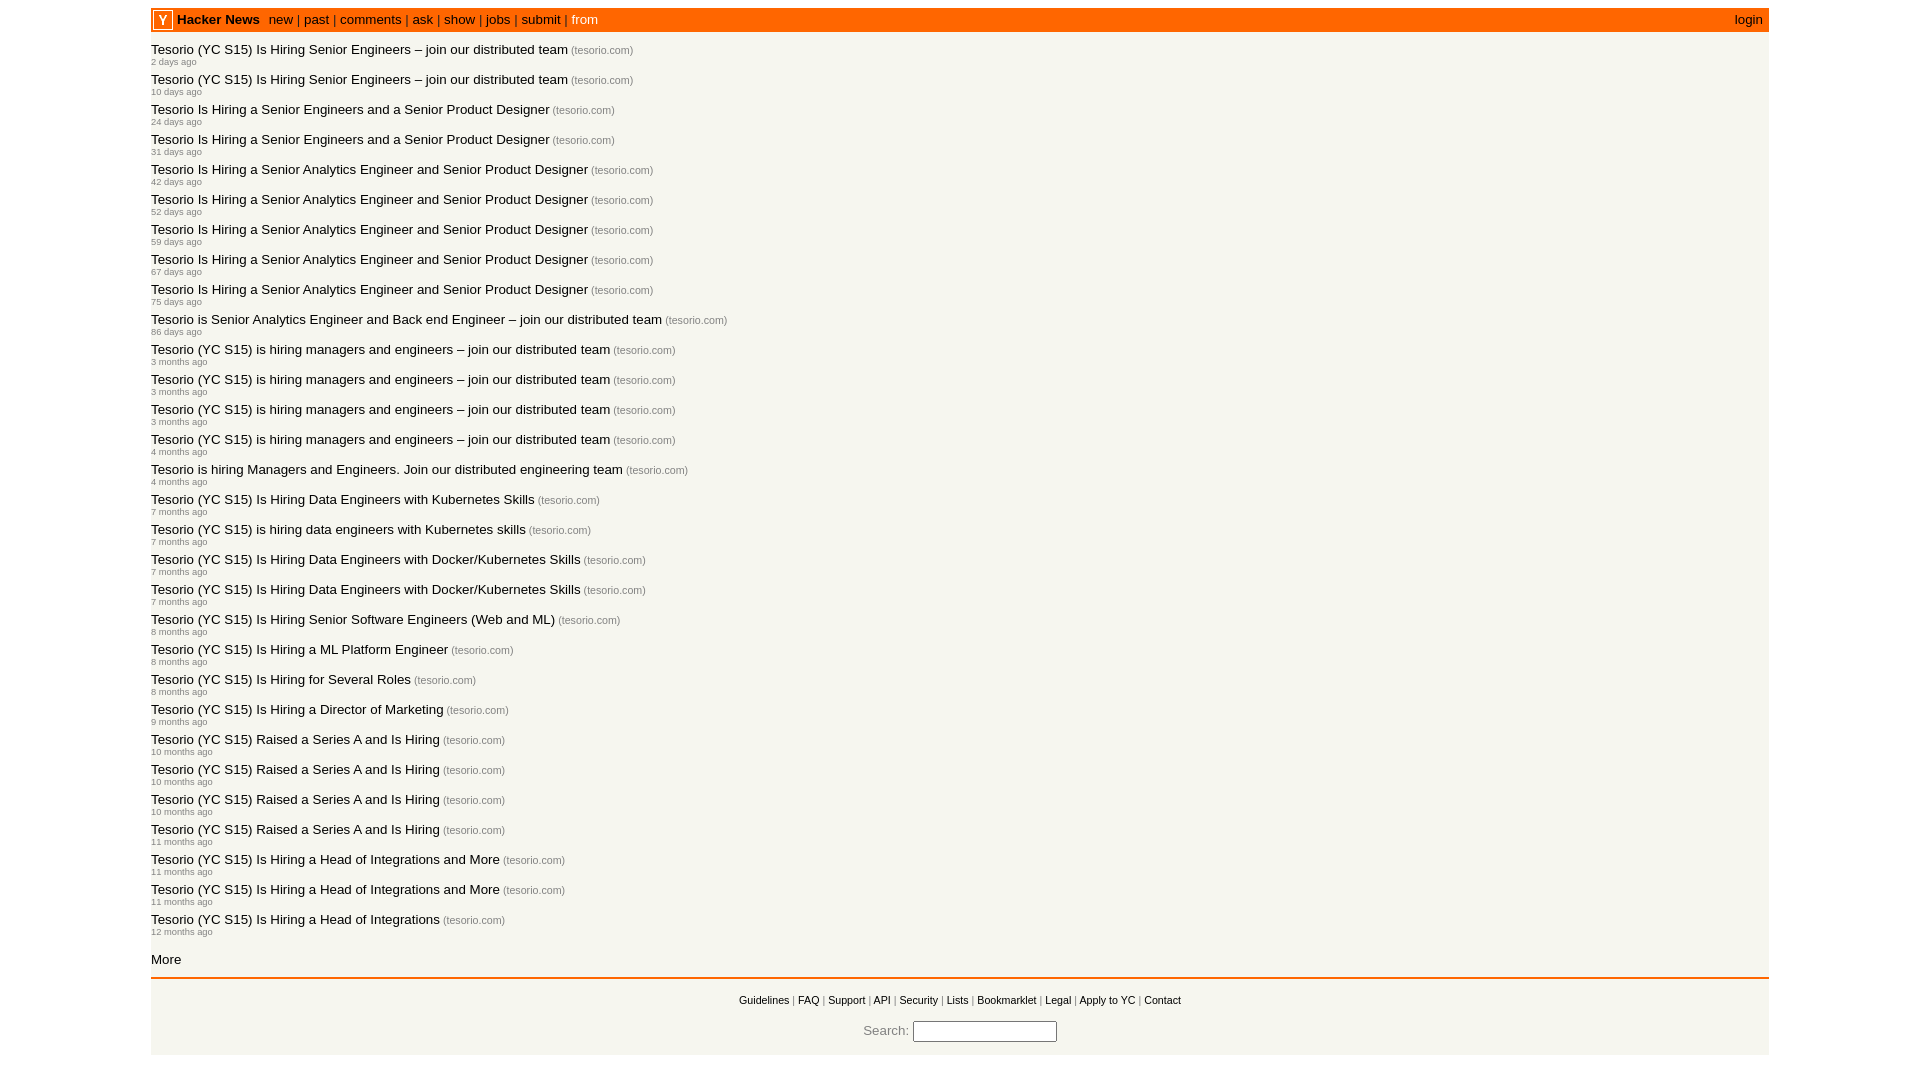 Y Hacker News new | past | comments | ask | show | jobs | submit | from login
Tesorio (YC S15) Is Hiring Senior Engineers – join our distributed team (tesorio.com)
2 days ago
Tesorio (YC S15) Is Hiring Senior Engineers – join our distributed team (tesorio.com)
10 days ago
Tesorio Is Hiring a Senior Engineers and a Senior Product Designer (tesorio.com)
24 days ago
Tesorio Is Hiring a Senior Engineers and a Senior Product Designer (tesorio.com)
31 days ago
Tesorio Is Hiring a Senior Analytics Engineer and Senior Product Designer (tesorio.com)
42 days ago
Tesorio Is Hiring a Senior Analytics Engineer and Senior Product Designer (tesorio.com)
52 days ago
Tesorio Is Hiring a Senior Analytics Engineer and Senior Product Designer (tesorio.com)
59 days ago
Tesorio Is Hiring a Senior Analytics Engineer and Senior Product Designer (tesorio.com)
67 days ago
Tesorio Is Hiring a Senior Analytics Engineer and Senior Product Designer (tesorio.com)
75 days ago
Tesorio is Senior Analytics Engineer and Back end Engineer – join our distributed team (tesorio.com)
86 days ago
Tesorio (YC S15) is hiring managers and engineers – join our distributed team (tesorio.com)
3 months ago
Tesorio (YC S15) is hiring managers and engineers – join our distributed team (tesorio.com)
3 months ago
Tesorio (YC S15) is hiring managers and engineers – join our distributed team (tesorio.com)
3 months ago
Tesorio (YC S15) is hiring managers and engineers – join our distributed team (tesorio.com)
4 months ago
Tesorio is hiring Managers and Engineers. Join our distributed engineering team (tesorio.com)
4 months ago
Tesorio (YC S15) Is Hiring Data Engineers with Kubernetes Skills (tesorio.com)
7 months ago
Tesorio (YC S15) is hiring data engineers with Kubernetes skills (tesorio.com)
7 months ago
Tesorio (YC S15) Is Hiring Data Engineers with Docker/Kubernetes Skills (tesorio.com)
7 months ago
Tesorio (YC S15) Is Hiring Data Engineers with Docker/Kubernetes Skills (tesorio.com)
7 months ago
Tesorio (YC S15) Is Hiring Senior Software Engineers (Web and ML) (tesorio.com)
8 months ago
Tesorio (YC S15) Is Hiring a ML Platform Engineer (tesorio.com)
8 months ago
Tesorio (YC S15) Is Hiring for Several Roles (tesorio.com)
8 months ago
Tesorio (YC S15) Is Hiring a Director of Marketing (tesorio.com)
9 months ago
Tesorio (YC S15) Raised a Series A and Is Hiring (tesorio.com)
10 months ago
Tesorio (YC S15) Raised a Series A and Is Hiring (tesorio.com)
10 months ago
Tesorio (YC S15) Raised a Series A and Is Hiring (tesorio.com)
10 months ago
Tesorio (YC S15) Raised a Series A and Is Hiring (tesorio.com)
11 months ago
Tesorio (YC S15) Is Hiring a Head of Integrations and More (tesorio.com)
11 months ago
Tesorio (YC S15) Is Hiring a Head of Integrations and More (tesorio.com)
11 months ago
Tesorio (YC S15) Is Hiring a Head of Integrations (tesorio.com)
12 months ago
More
Guidelines | FAQ | Support | API | Security | Lists | Bookmarklet | Legal | Apply to YC | Contact
Search: